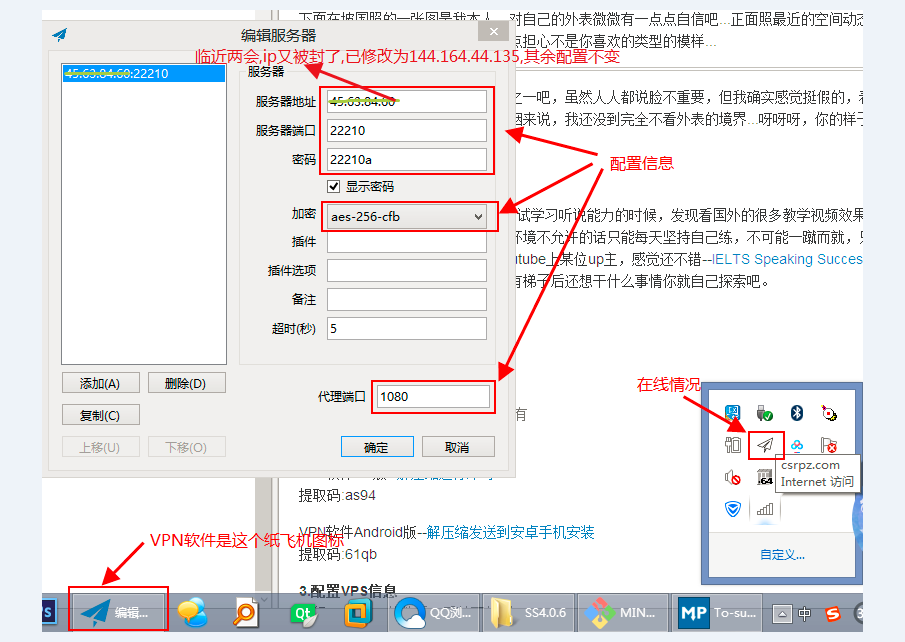 下面在坡国照的一张图是我本人
对自己的外表微微有一点点自信吧...正面照最近的空间动态
编辑服务器
点担心不是你喜欢的类型的模样...
临近两会,ip又被封了,已修改为144.164.44.135,其余配置不变
45.63.84.60:22210
服务器
服务器地址
45.63.84.60
之一吧，虽然人人都说脸不重要，但我确实感觉挺假的，
来说，我还没到完全不看外表的境界...呀呀呀，你的样子
服务器端口
22210
密码
22210a
配置信息
显示密码
加密
aes-256-cfb
试学习听说能力的时候，发现看国外的很多教学视频效果
插件
环境不允许的话只能每天坚持自己练，不可能一蹴而就，
utube上某位up主，感觉还不错--IELTS Speaking Succes
插件选项
有梯子后还想干什么事情你就自己探索吧。
备注
超时(秒)
5
添加(A)
删除(D)
复制(C)
上移(U)
下移(O)
代理端口
1080
有
确定
取消
在线情况
csrpz.com
Internet 访问
.64
自定义...
提取码:as94
VPN软件Android版--解压缩发送到安卓手机安装
VPN软件是这个纸飞机图标
提取码:61qb
3.配置VPS信息
编辑...
Qt
QQ浏...
SS4.0.6
MIN...
MP
To-su...
中
S